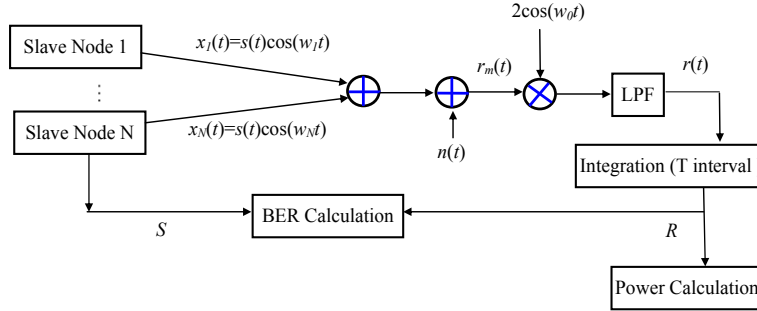 Slave Node 1
x1(t)=s(t)cos(w1t)
2cos(w0t)
rm(t)
r(t)
LPF
⋮
Slave Node N
xN(t)=s(t)cos(wNt)
n(t)
Integration (T interval
BER Calculation
S
R
Power Calculation